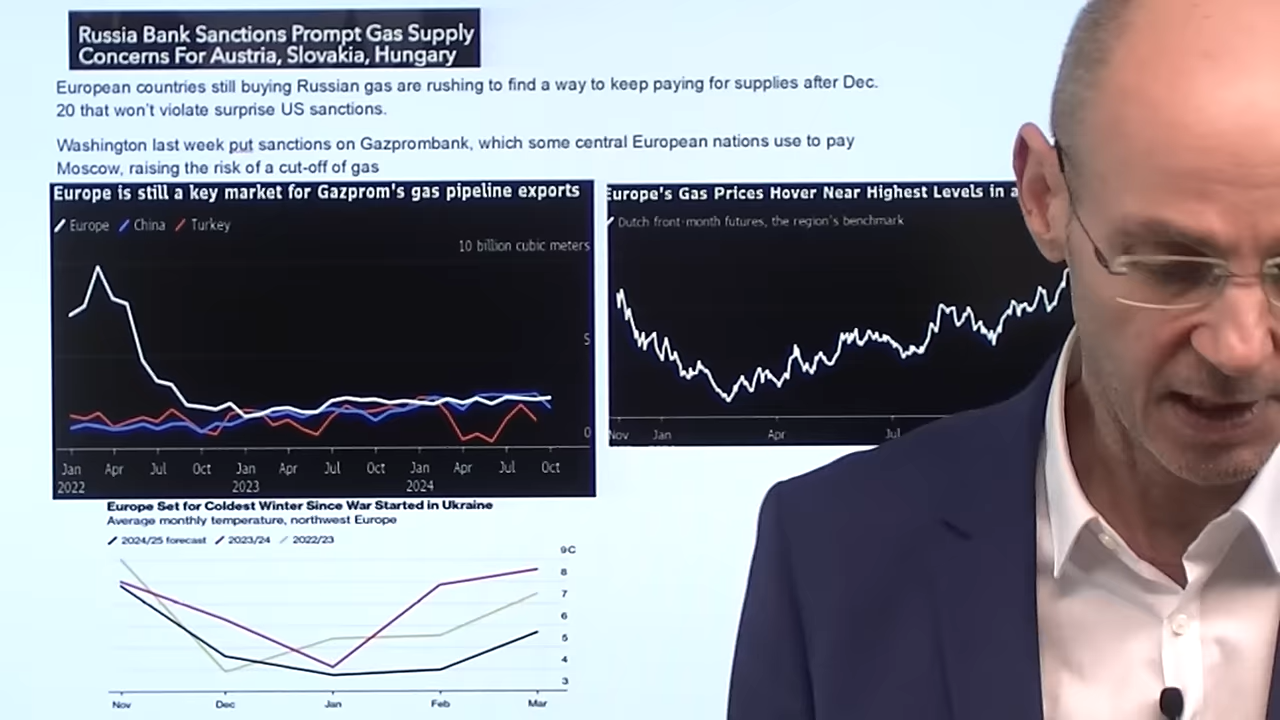 Russia Bank Sanctions Prompt Gas Supply
Concerns For Austria, Slovakia, Hungary
European countries still buying Russian gas are rushing to find a way to keep paying for supplies after Dec.
20 that won't violate surprise US sanctions.
Washington last week put sanctions on Gazprombank, which some central European nations use to pay
Moscow, raising the risk of a cut-off of gas
Europe is still a key market for Gazprom's gas pipeline exports
Europe China Turkey
10 billion cubic meters
5
0
Jan Apr Jul Oct Jan Apr Jul Oct Jan Apr Jul Oct
2022 2023 2024
Europe's Gas Prices Hover Near Highest Levels in a
Dutch front-month futures, the region's benchmark
Nov Jan Apr Jul
Europe Set for Coldest Winter Since War Started in Ukraine
Average monthly temperature, northwest Europe
2024/25 forecast 2023/24 2022/23
9C
8
7
6
5
4
3
Nov Dec Jan Feb Mar